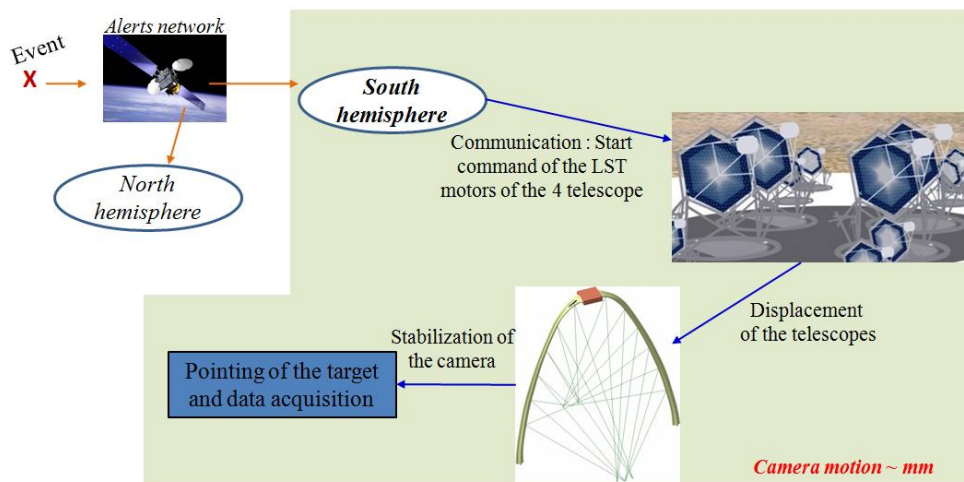 Alerts network
Event
X
South
hemisphere
North
hemisphere
Communication : Start
command of the LST
motors of the 4 telescope
Displacement
of the telescopes
Stabilization of
the camera
Pointing of the target
and data acquisition
Camera motion ~ mm